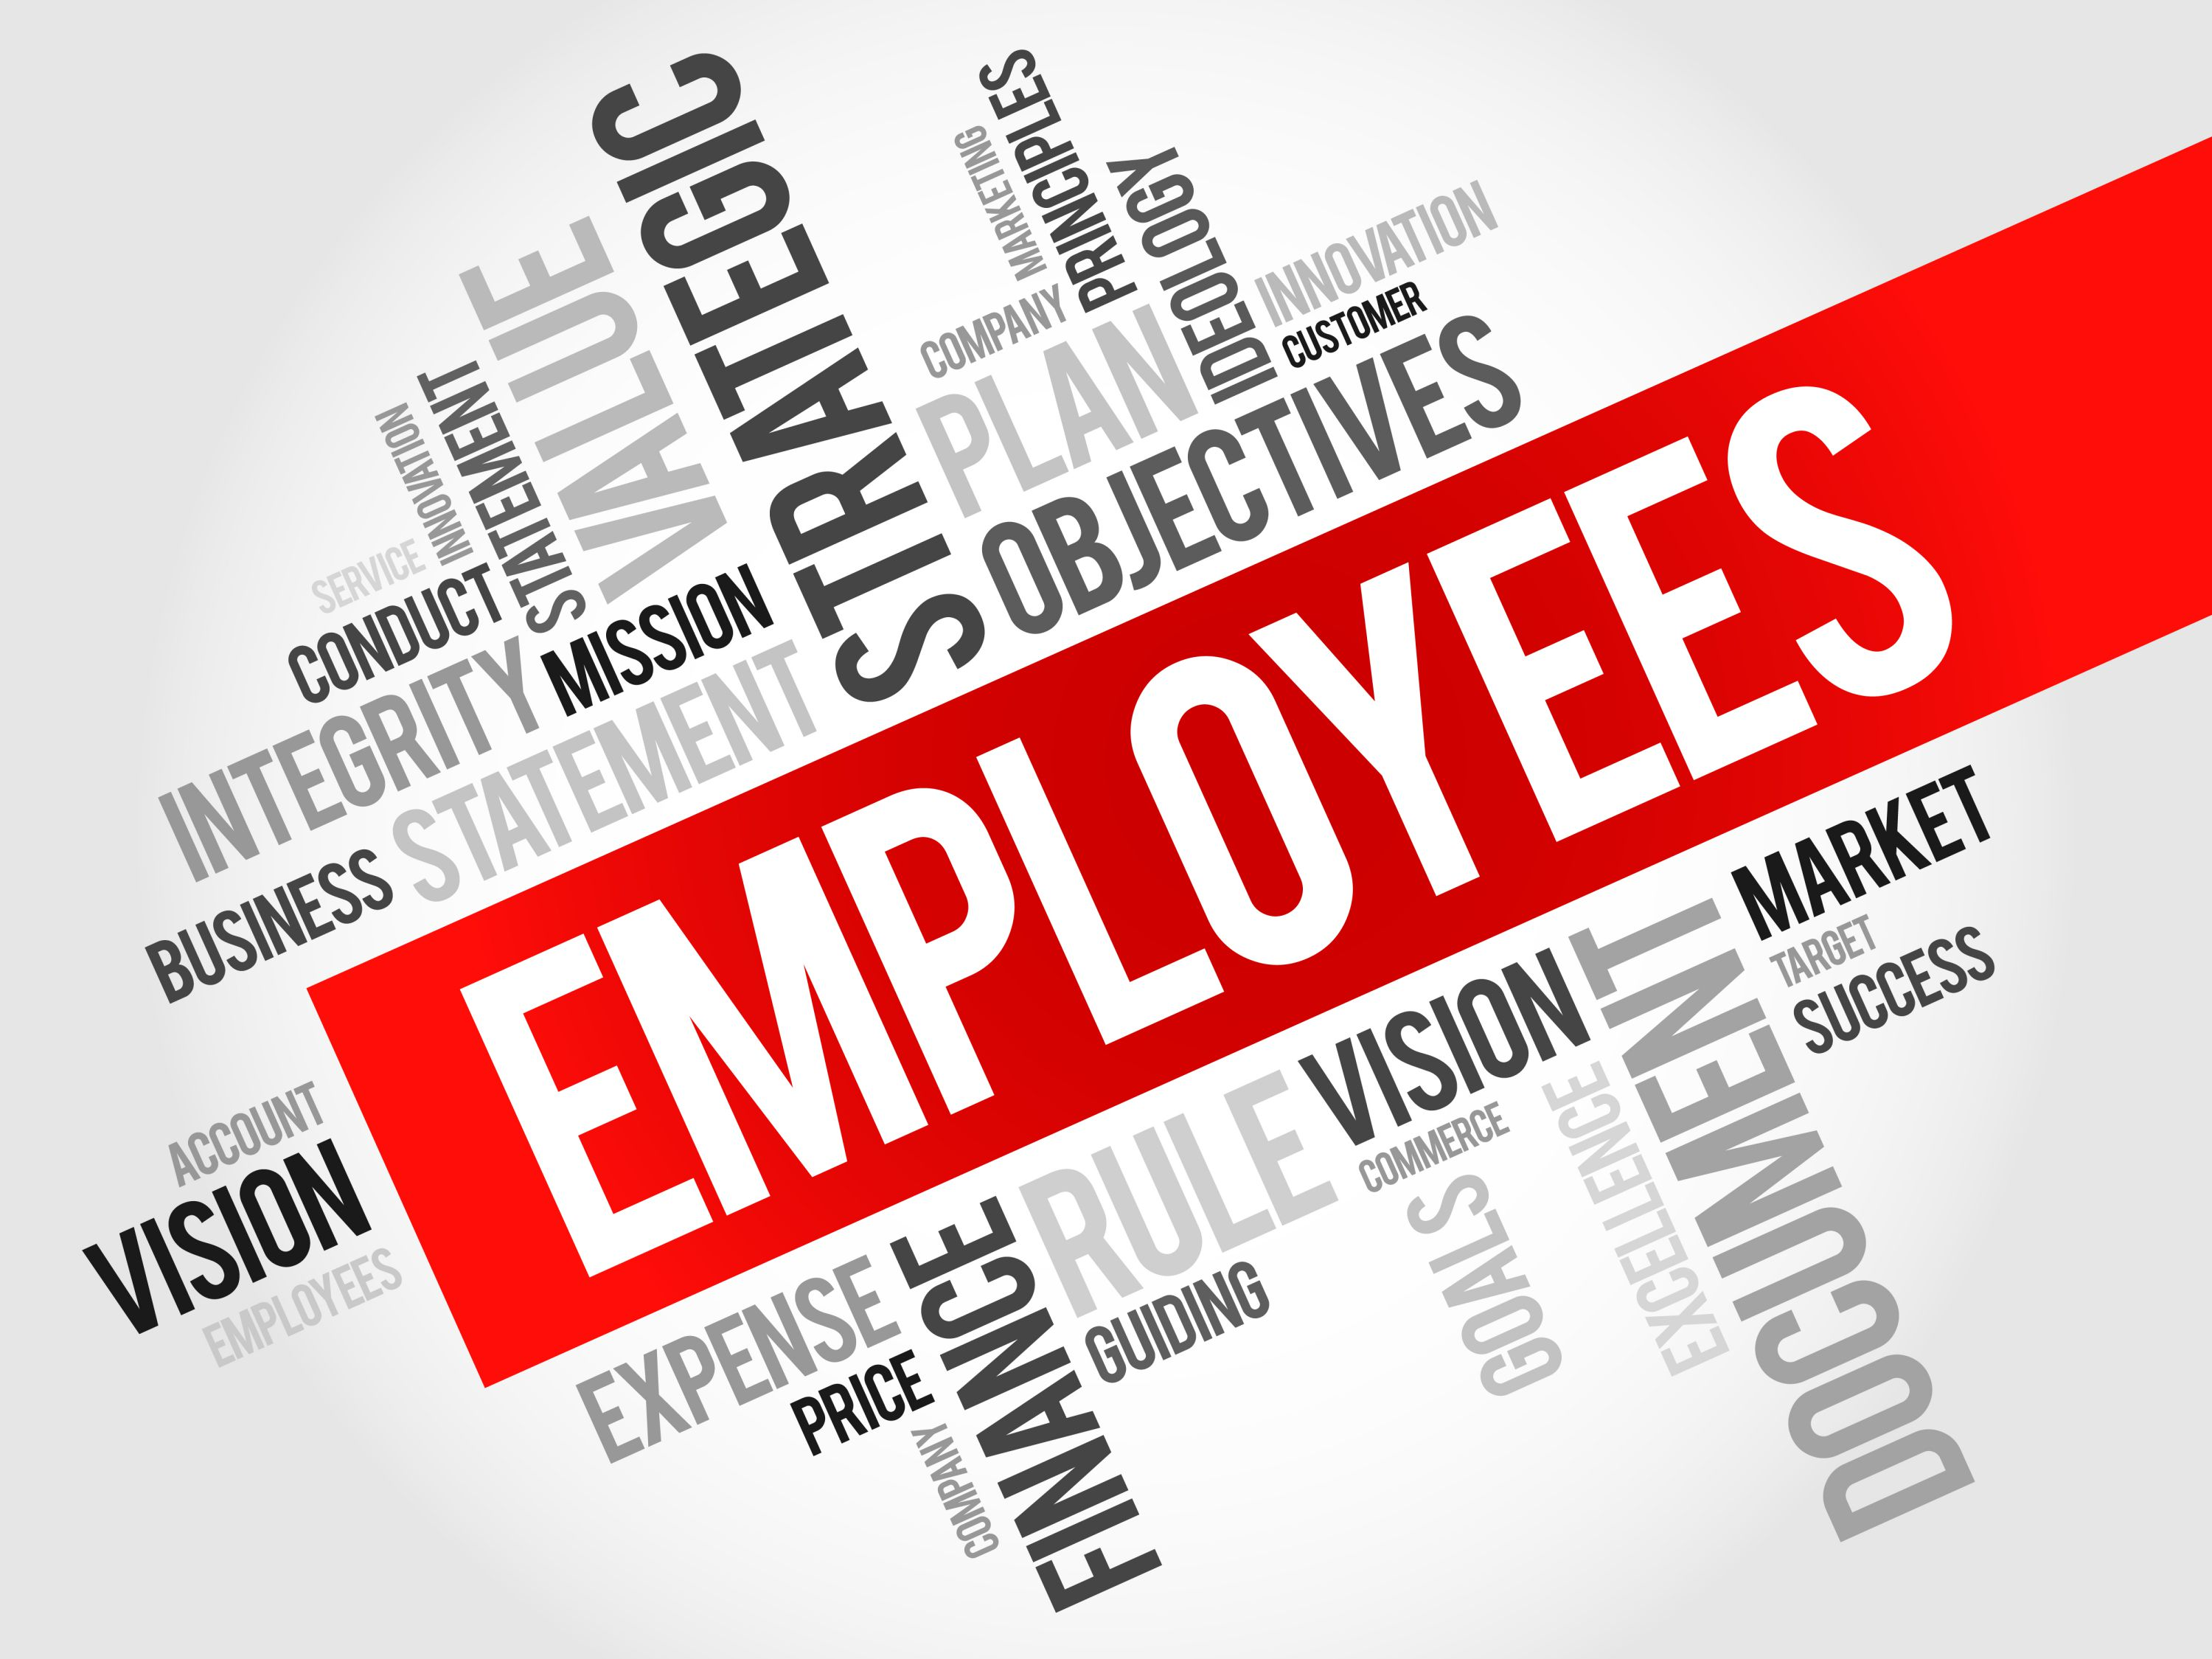 STRATEGIC
MARKETING
PRINCIPLES
IDEOLOGY
INNOVATION
COMPANY
CUSTOMER
PLAN
OBJECTIVES
VALUE
STATEMENT
INNOVATION
SERVICE
CONDUCT
MISSION
INTEGRITY
STATEMENT
BUSINESS
EMPLOYEES
MARKET
TARGET
SUCCESS
ACCOUNT
VISION
EMPLOYEES
VISION
COMMERCE
RULE
GUIDING
EXPENSE
PRICE
COMPANY
FINANCE
GOALS
EXCELLENCE
DOCUMENT